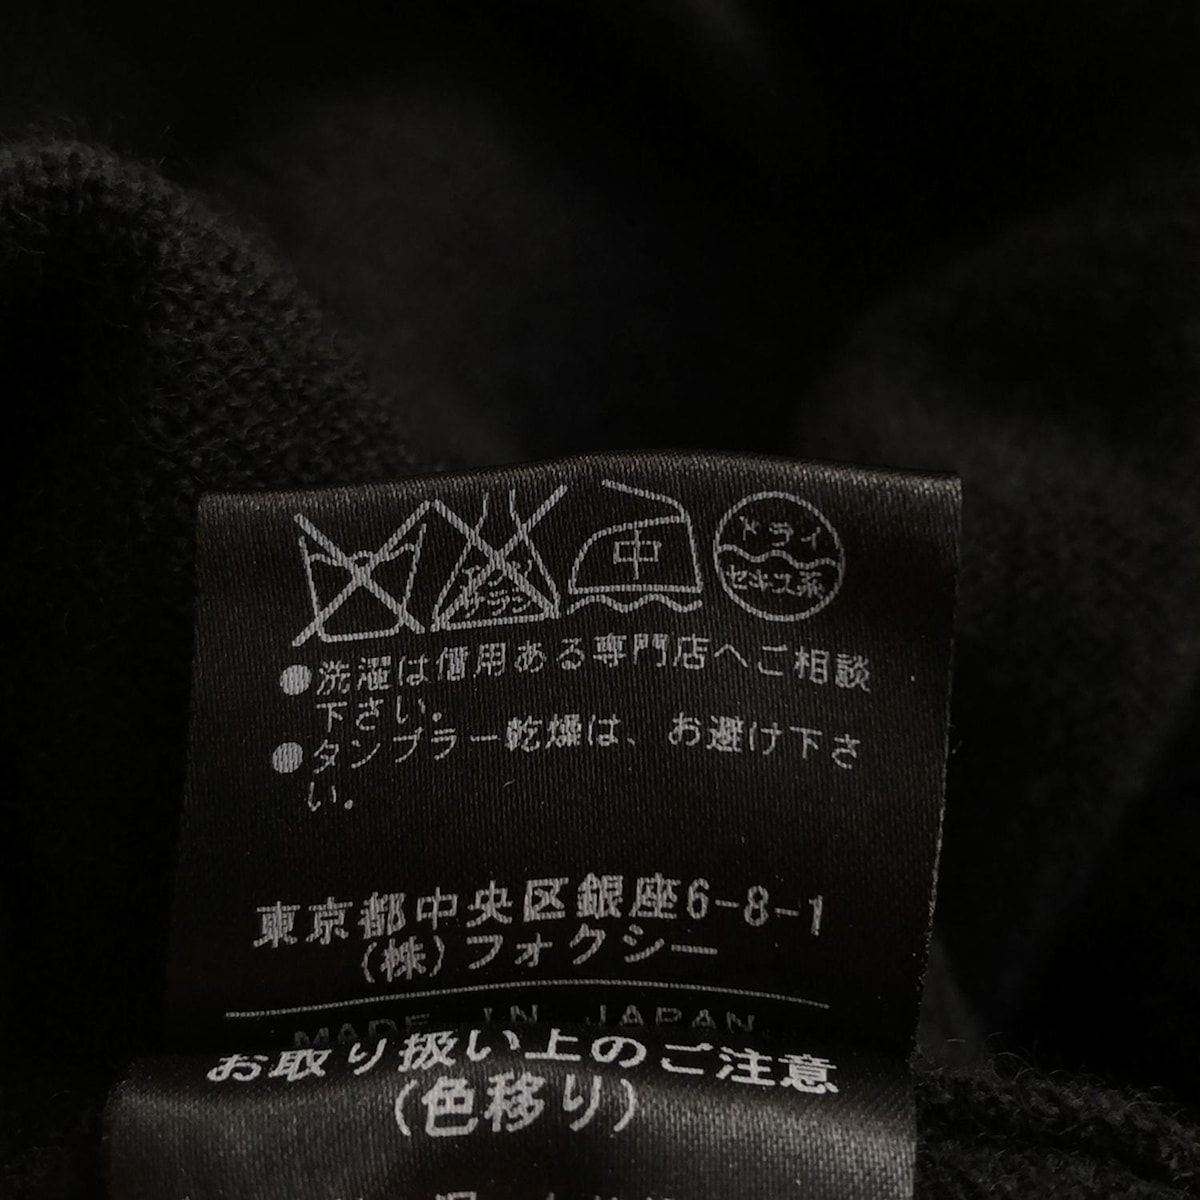 中
ドライ
セキユ系
●洗濯は信用ある専門店へご相談
下さい。
●タンブラー乾燥は、お避け下さ
い。
東京都中央区銀座6-8-1
(株)フォクシー
MADE IN JAPAN
お取り扱い上のご注意
(色移り)